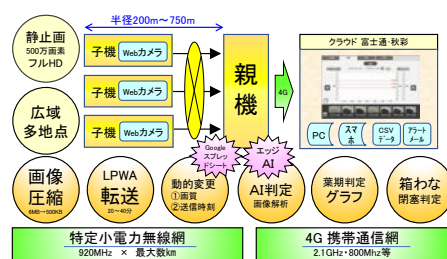 静止画
500万画素
フルHD
広域
多地点
半径200m～750m
子機 Webカメラ
子機 Webカメラ
子機 Webカメラ
親機
4G
クラウド 富士通・秋彩
PC
スマホ
CSV
データ
アラート
メール
Google
スプレッ
ドシート
エッジ
AI
画像
圧縮
6MB→500KB
LPWA
転送
20～40分
動的変更
①画質
②送信時刻
AI判定
画像解析
葉期判定
グラフ
箱わな
閉塞判定
特定小電力無線網
920MHz × 最大数km
4G 携帯通信網
2.1GHz・800Mhz等